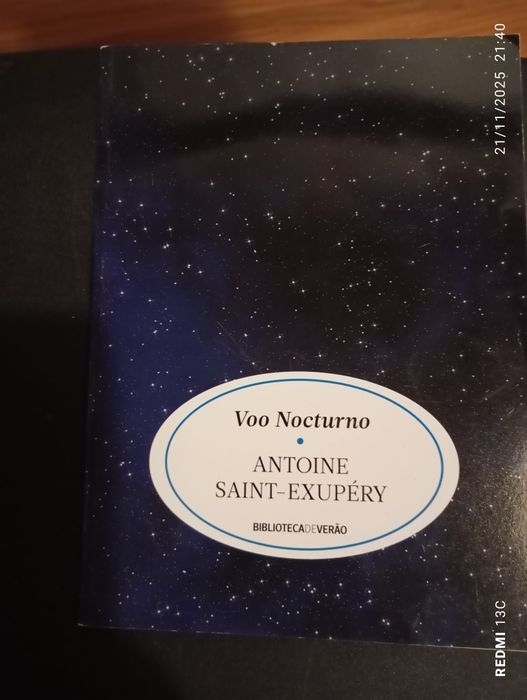 Voo Nocturno
ANTOINE
SAINT-EXUPÉRY
BIBLIOTECADEVERÃO
21/11/2025 21:40
REDMI 13C